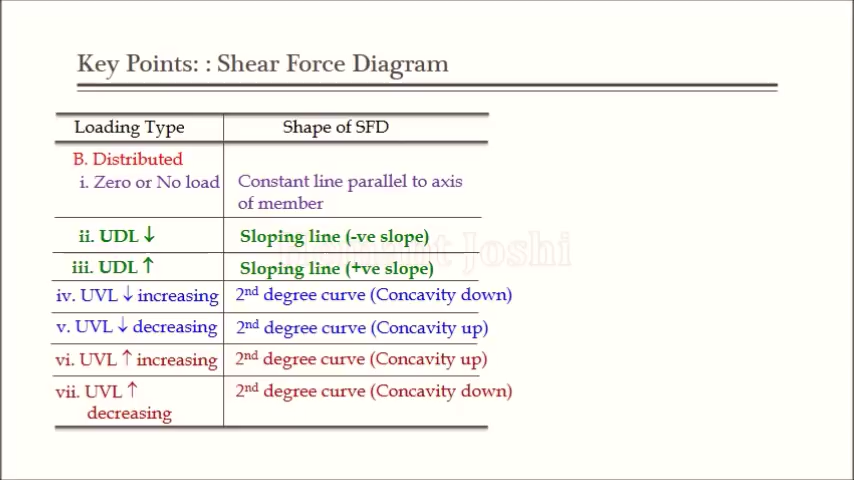 Key Points: : Shear Force Diagram
Loading Type Shape of SFD
B. Distributed
i. Zero or No load Constant line parallel to axis
of member
ii. UDL ↓ Sloping line (-ve slope)
iii. UDL ↑ Sloping line (+ve slope)
iv. UVL ↓ increasing 2nd degree curve (Concavity down)
v. UVL ↓ decreasing 2nd degree curve (Concavity up)
vi. UVL ↑ increasing 2nd degree curve (Concavity up)
vii. UVL ↑ 2nd degree curve (Concavity down)
decreasing
Joshi